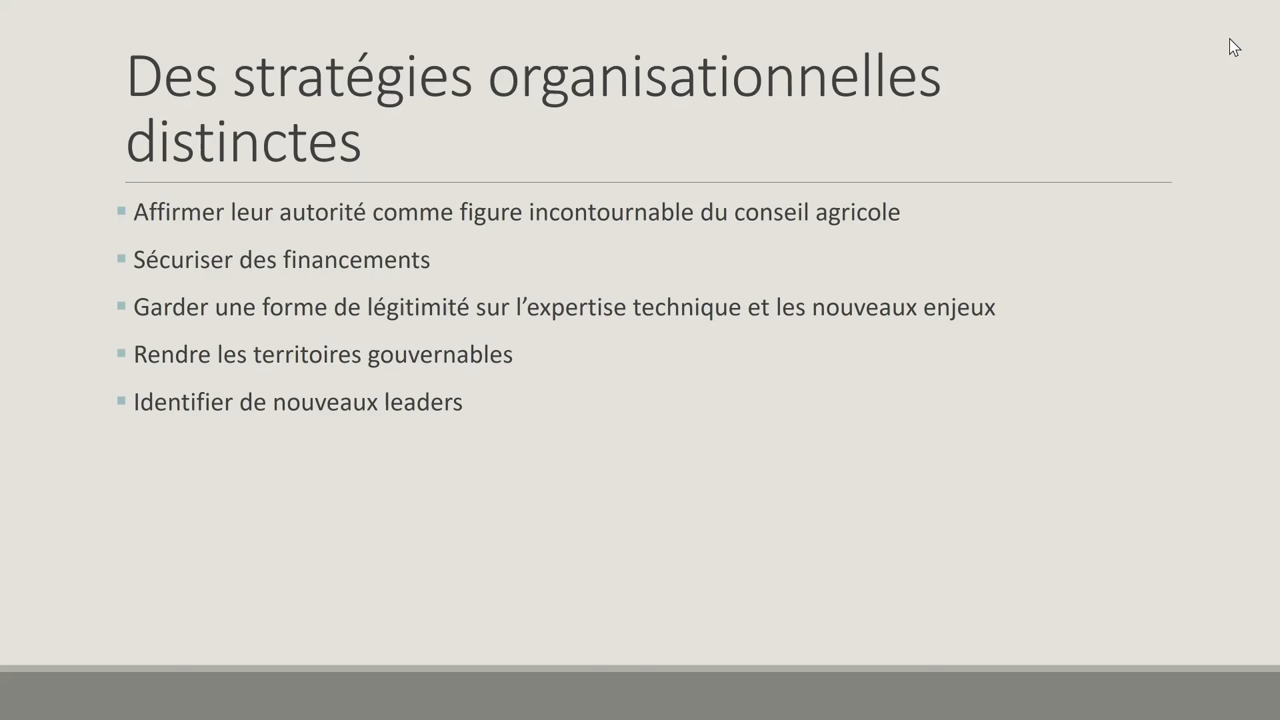 Des stratégies organisationnelles
distinctes
Affirmer leur autorité comme figure incontournable du conseil agricole
Sécuriser des financements
Garder une forme de légitimité sur l’expertise technique et les nouveaux enjeux
Rendre les territoires gouvernables
Identifier de nouveaux leaders